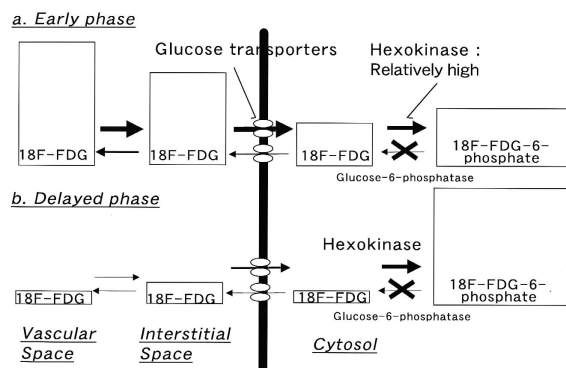 a. Early phase
Glucose transporters
Hexokinase :
Relatively high
18F-FDG
18F-FDG
18F-FDG
18F-FDG-6-
phosphate
Glucose-6-phosphatase
b. Delayed phase
Hexokinase
18F-FDG
18F-FDG
18F-FDG
18F-FDG-6-
phosphate
Glucose-6-phosphatase
Vascular
Space
Interstitial
Space
Cytosol